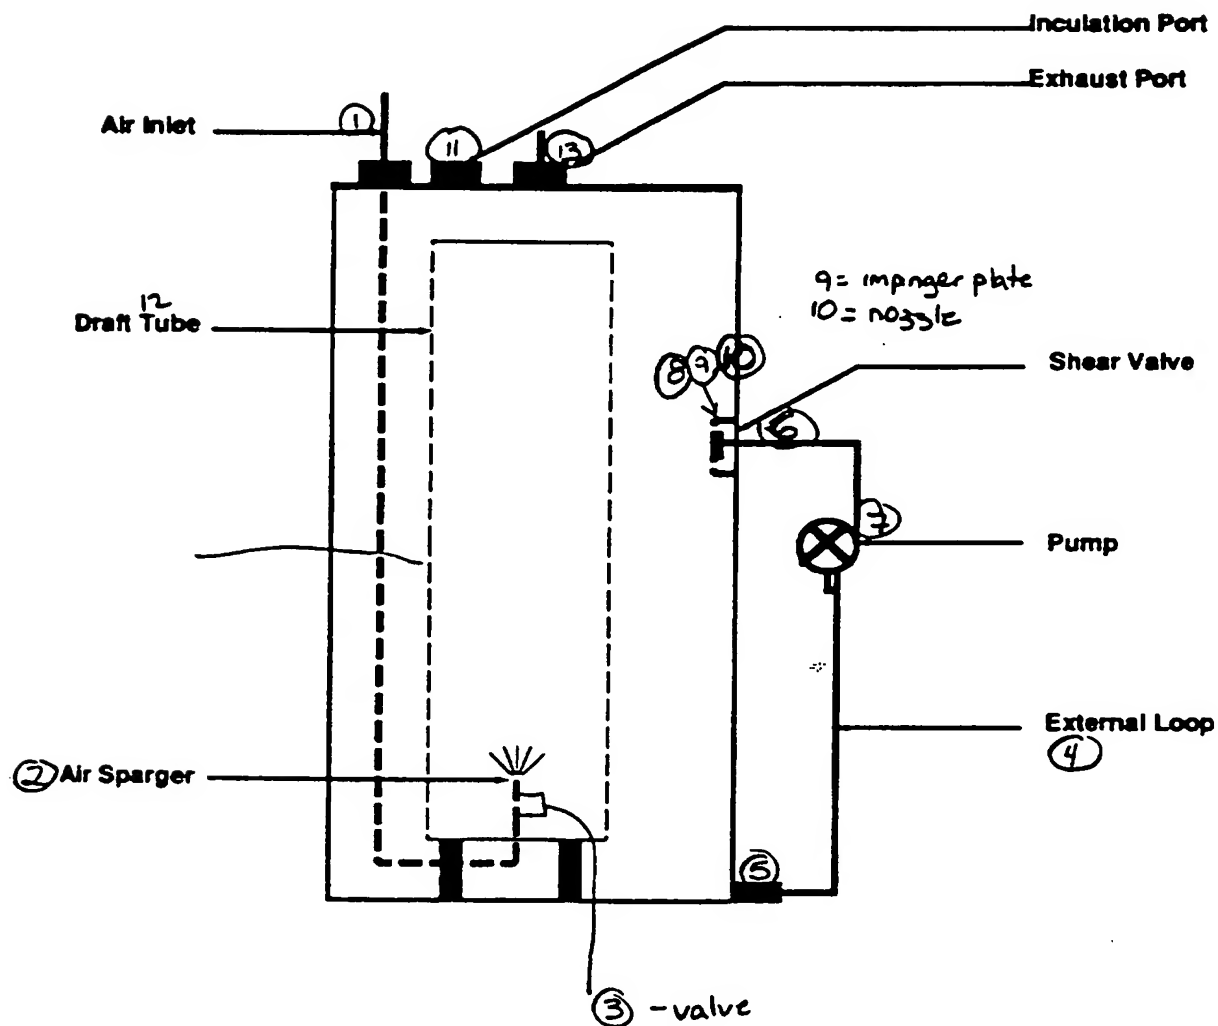 Inculation Port
Exhaust Port
Air Inlet
1
11
13
12
Draft Tube
9 = impinger plate
10 = nozzle
8 9 10
Shear Valve
6
7
Pump
External Loop
4
2 Air Sparger
5
3 - valve